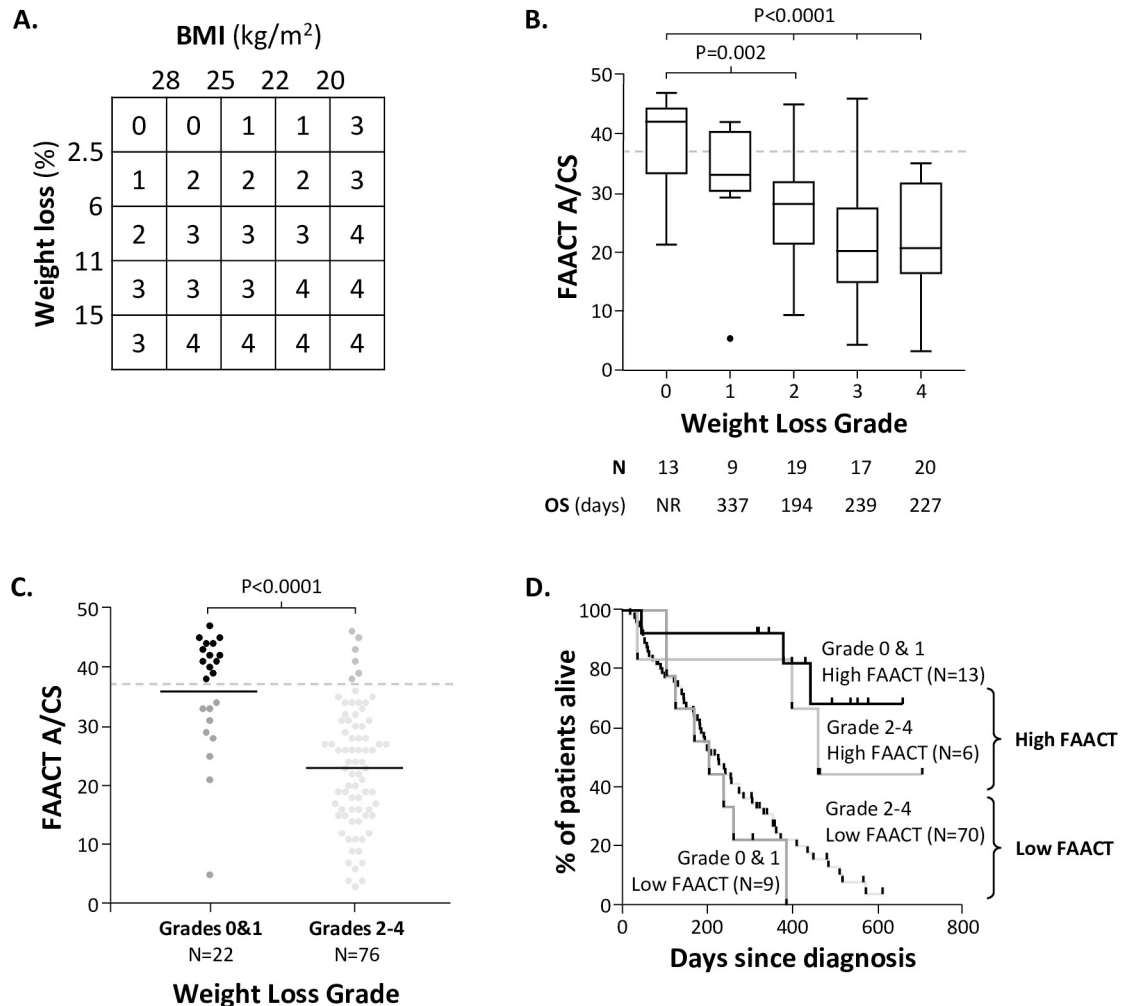 A.
BMI (kg/m²)
28 25 22 20
Weight loss (%)
0 0 1 1 3
2.5
1 2 2 2 3
6
2 3 3 3 4
11
3 3 3 4 4
15
3 4 4 4 4
B.
P<0.0001
P=0.002
FAACT A/CS
50
40
30
20
10
0
0 1 2 3 4
Weight Loss Grade
N 13 9 19 17 20
OS (days) NR 337 194 239 227
C.
P<0.0001
FAACT A/CS
50
40
30
20
10
0
Grades 0&1 Grades 2-4
N=22 N=76
Weight Loss Grade
D.
% of patients alive
100
80
60
40
20
0
Grade 0 & 1
High FAACT (N=13)
Grade 2-4
High FAACT (N=6)
High FAACT
Grade 2-4
Low FAACT (N=70)
Low FAACT
Grade 0 & 1
Low FAACT (N=9)
0 200 400 600 800
Days since diagnosis